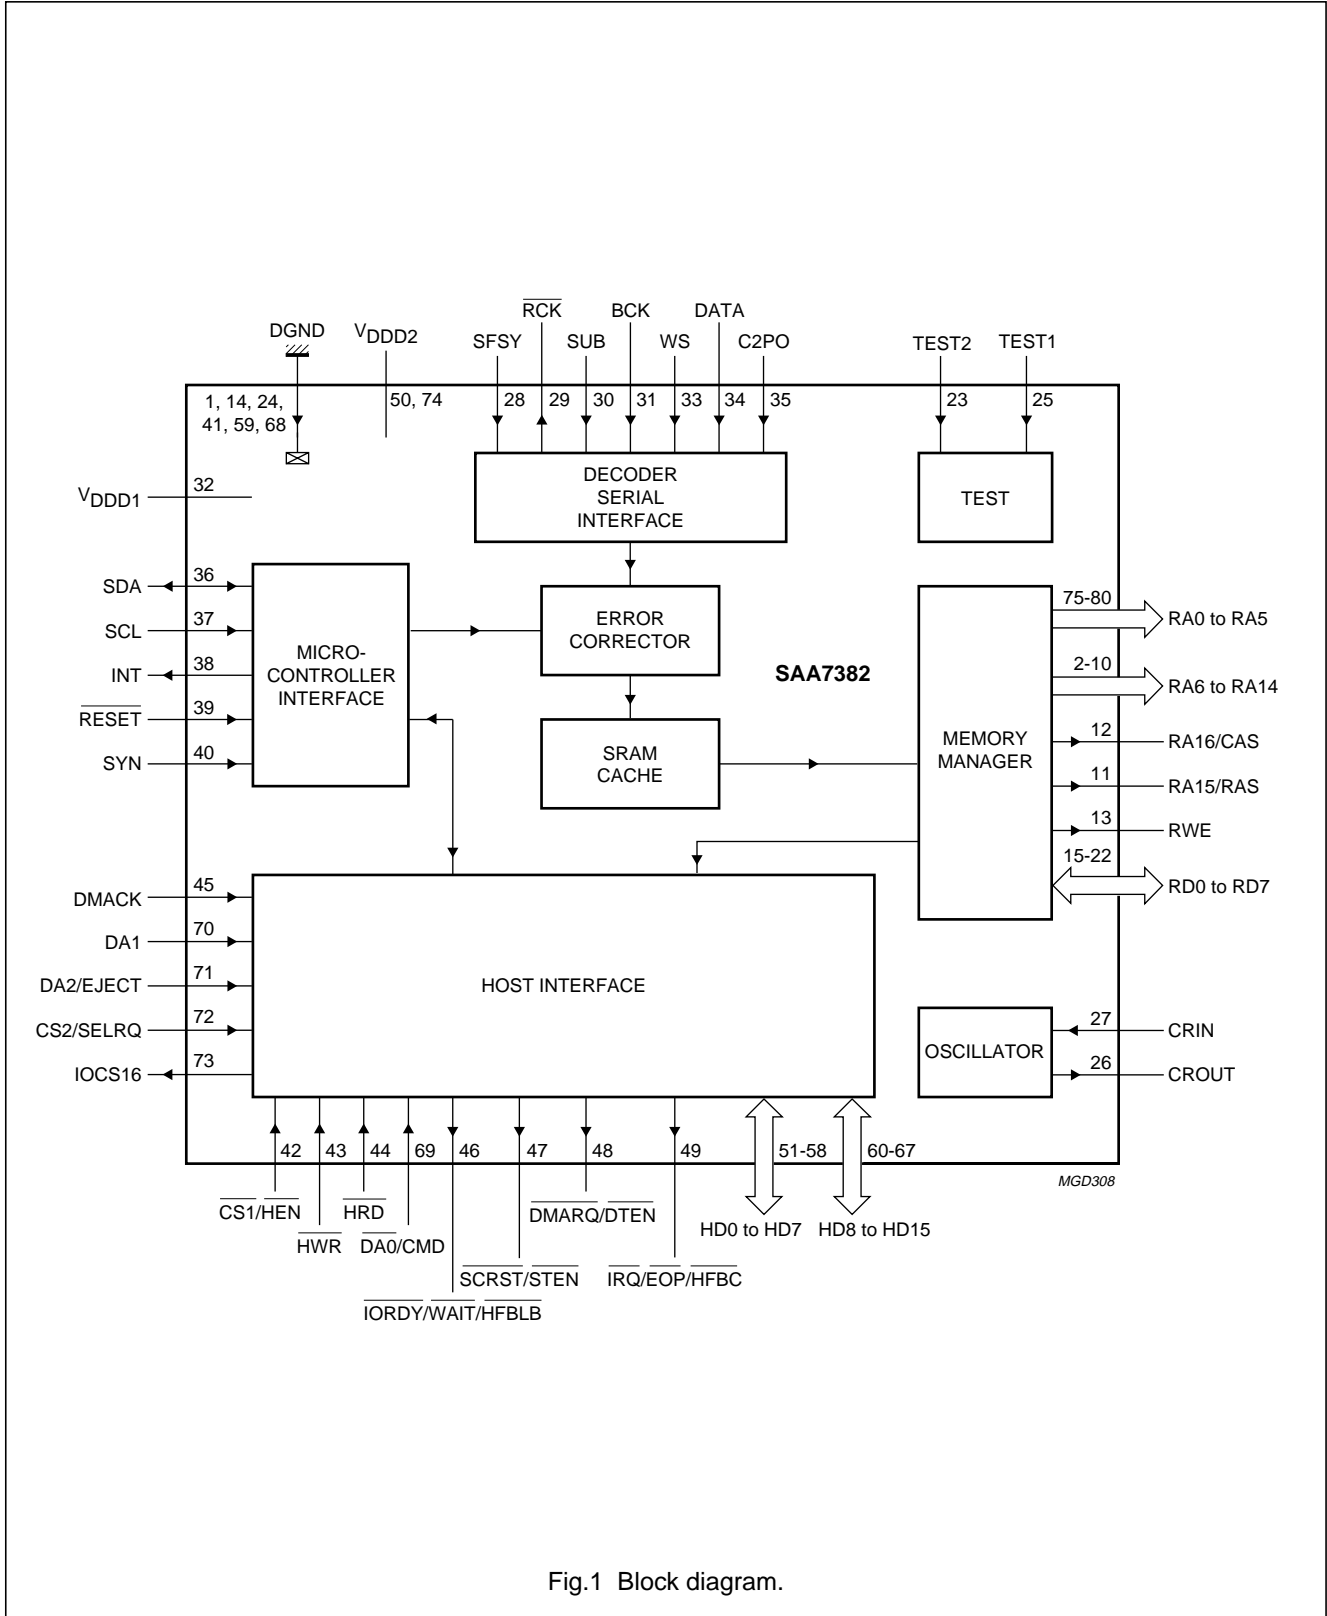 DGND
VDDD2
SFSY
RCK
SUB
BCK
WS
DATA
C2PO
TEST2
TEST1
1, 14, 24,
41, 59, 68
50, 74
28
29
30
31
33
34
35
23
25
VDDD1
32
DECODER
SERIAL
INTERFACE
TEST
SDA
36
SCL
37
INT
38
RESET
39
SYN
40
MICRO-
CONTROLLER
INTERFACE
ERROR
CORRECTOR
SAA7382
SRAM
CACHE
MEMORY
MANAGER
75-80
RA0 to RA5
2-10
RA6 to RA14
12
RA16/CAS
11
RA15/RAS
13
RWE
15-22
RD0 to RD7
DMACK
45
DA1
70
DA2/EJECT
71
CS2/SELRQ
72
IOCS16
73
HOST INTERFACE
OSCILLATOR
27
CRIN
26
CROUT
42
43
44
69
46
47
48
49
51-58
60-67
MGD308
CS1/HEN
HWR
HRD
DA0/CMD
IORDY/WAIT/HFBLB
SCRST/STEN
DMARQ/DTEN
IRQ/EOP/HFBC
HD0 to HD7
HD8 to HD15
Fig.1 Block diagram.